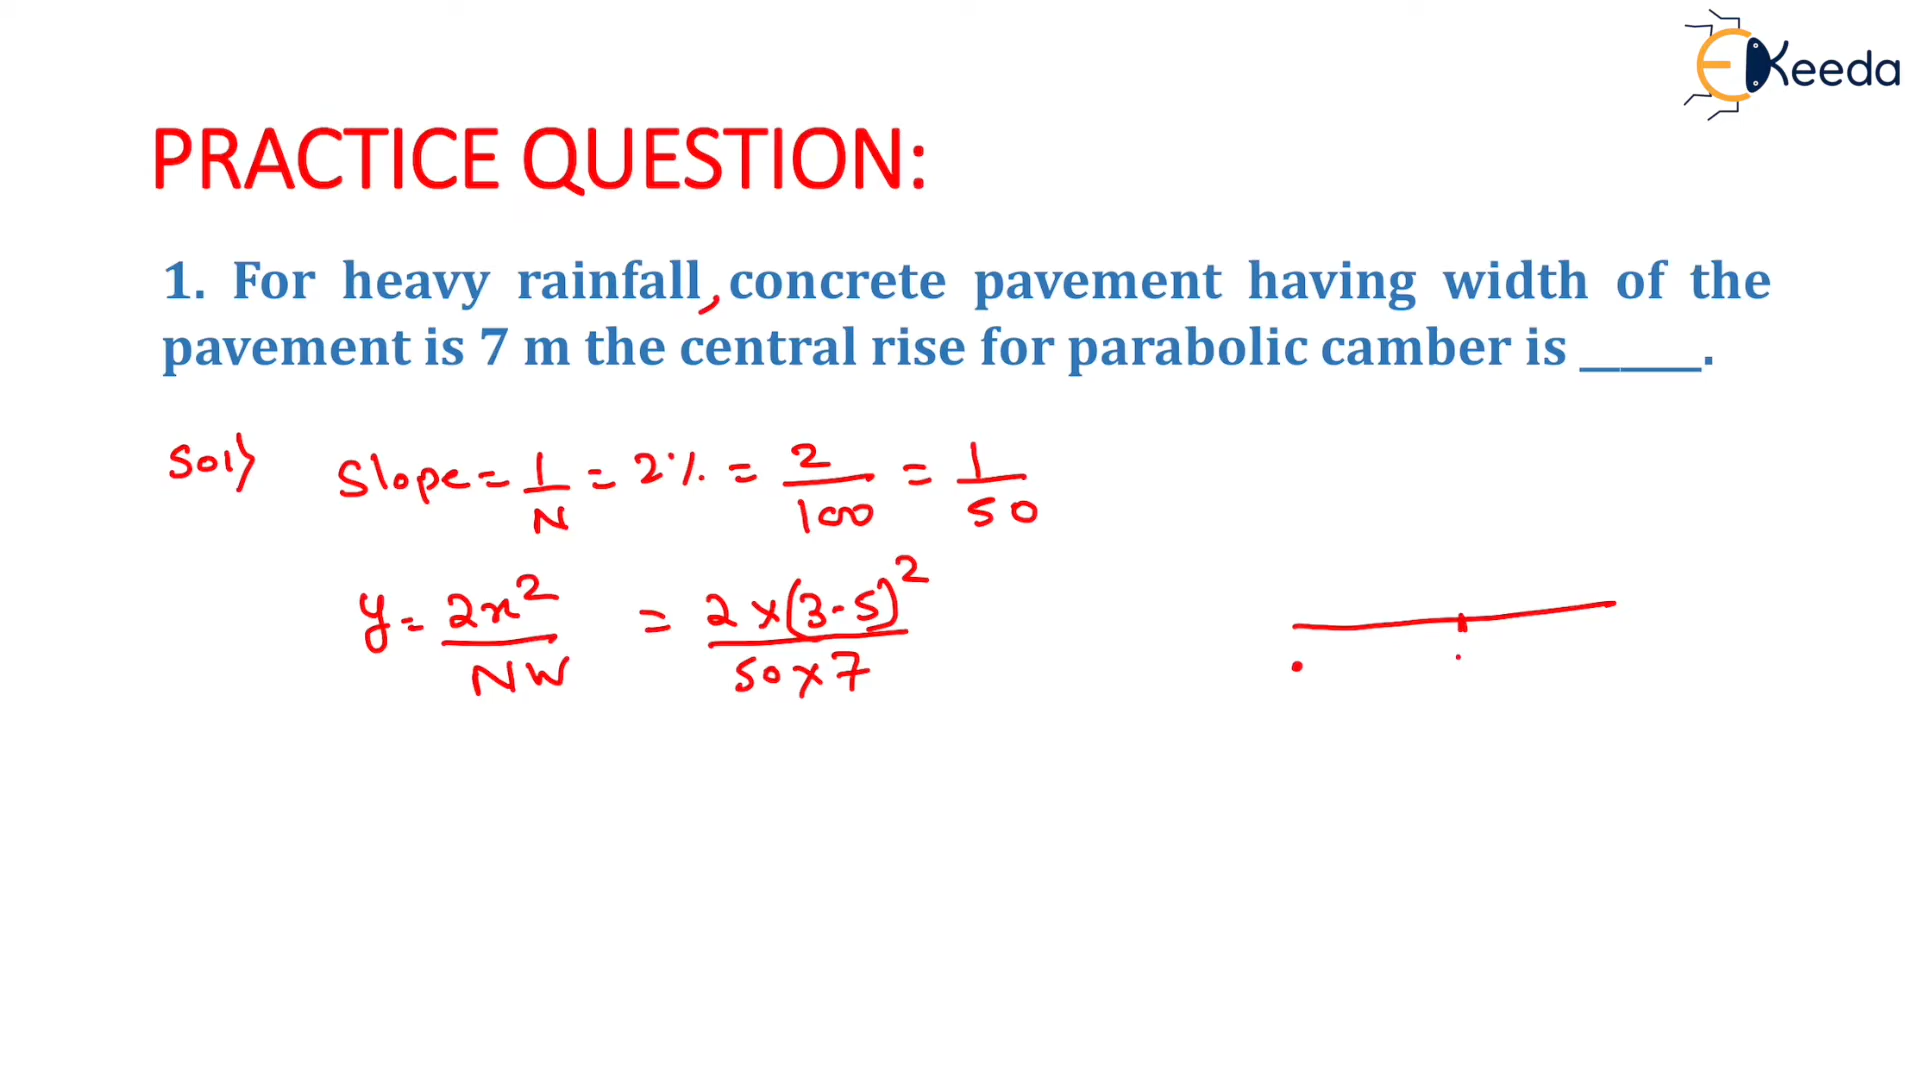 EKeeda
PRACTICE QUESTION:
1. For heavy rainfall, concrete pavement having width of the
pavement is 7 m the central rise for parabolic camber is ______.
Sol) Slope = 1/N = 2% = 2/100 = 1/50
y = 2x²/NW = 2×(3.5)²/50×7